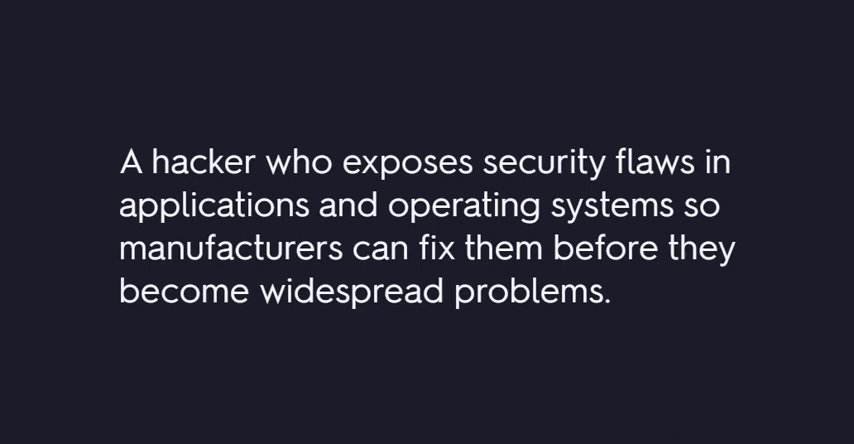 A hacker who exposes security flaws in
applications and operating systems so
manufacturers can fix them before they
become widespread problems.